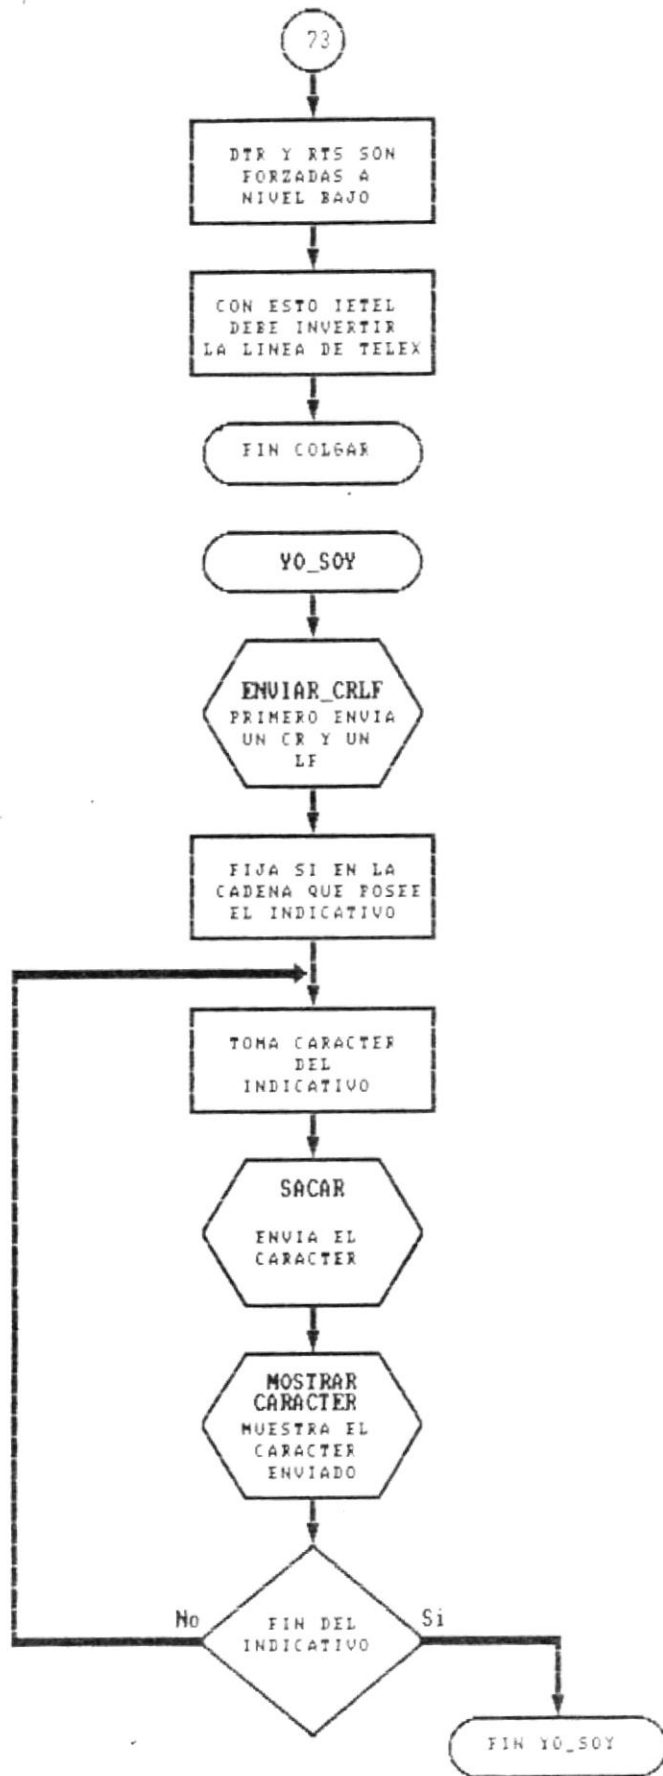 73
DTR Y RTS SON
FORZADAS A
NIVEL BAJO
CON ESTO IETEL
DEBE INVERTIR
LA LINEA DE TELEX
FIN COLGAR
YO_SOY
ENVIAR_CRLF
PRIMERO ENVIA
UN CR Y UN
LF
FIJA SI EN LA
CADENA QUE POSEE
EL INDICATIVO
TOMA CARACTER
DEL
INDICATIVO
SACAR
ENVIA EL
CARACTER
MOSTRAR
CARACTER
MUESTRA EL
CARACTER
ENVIADO
No
FIN DEL
INDICATIVO
Si
FIN YO_SOY